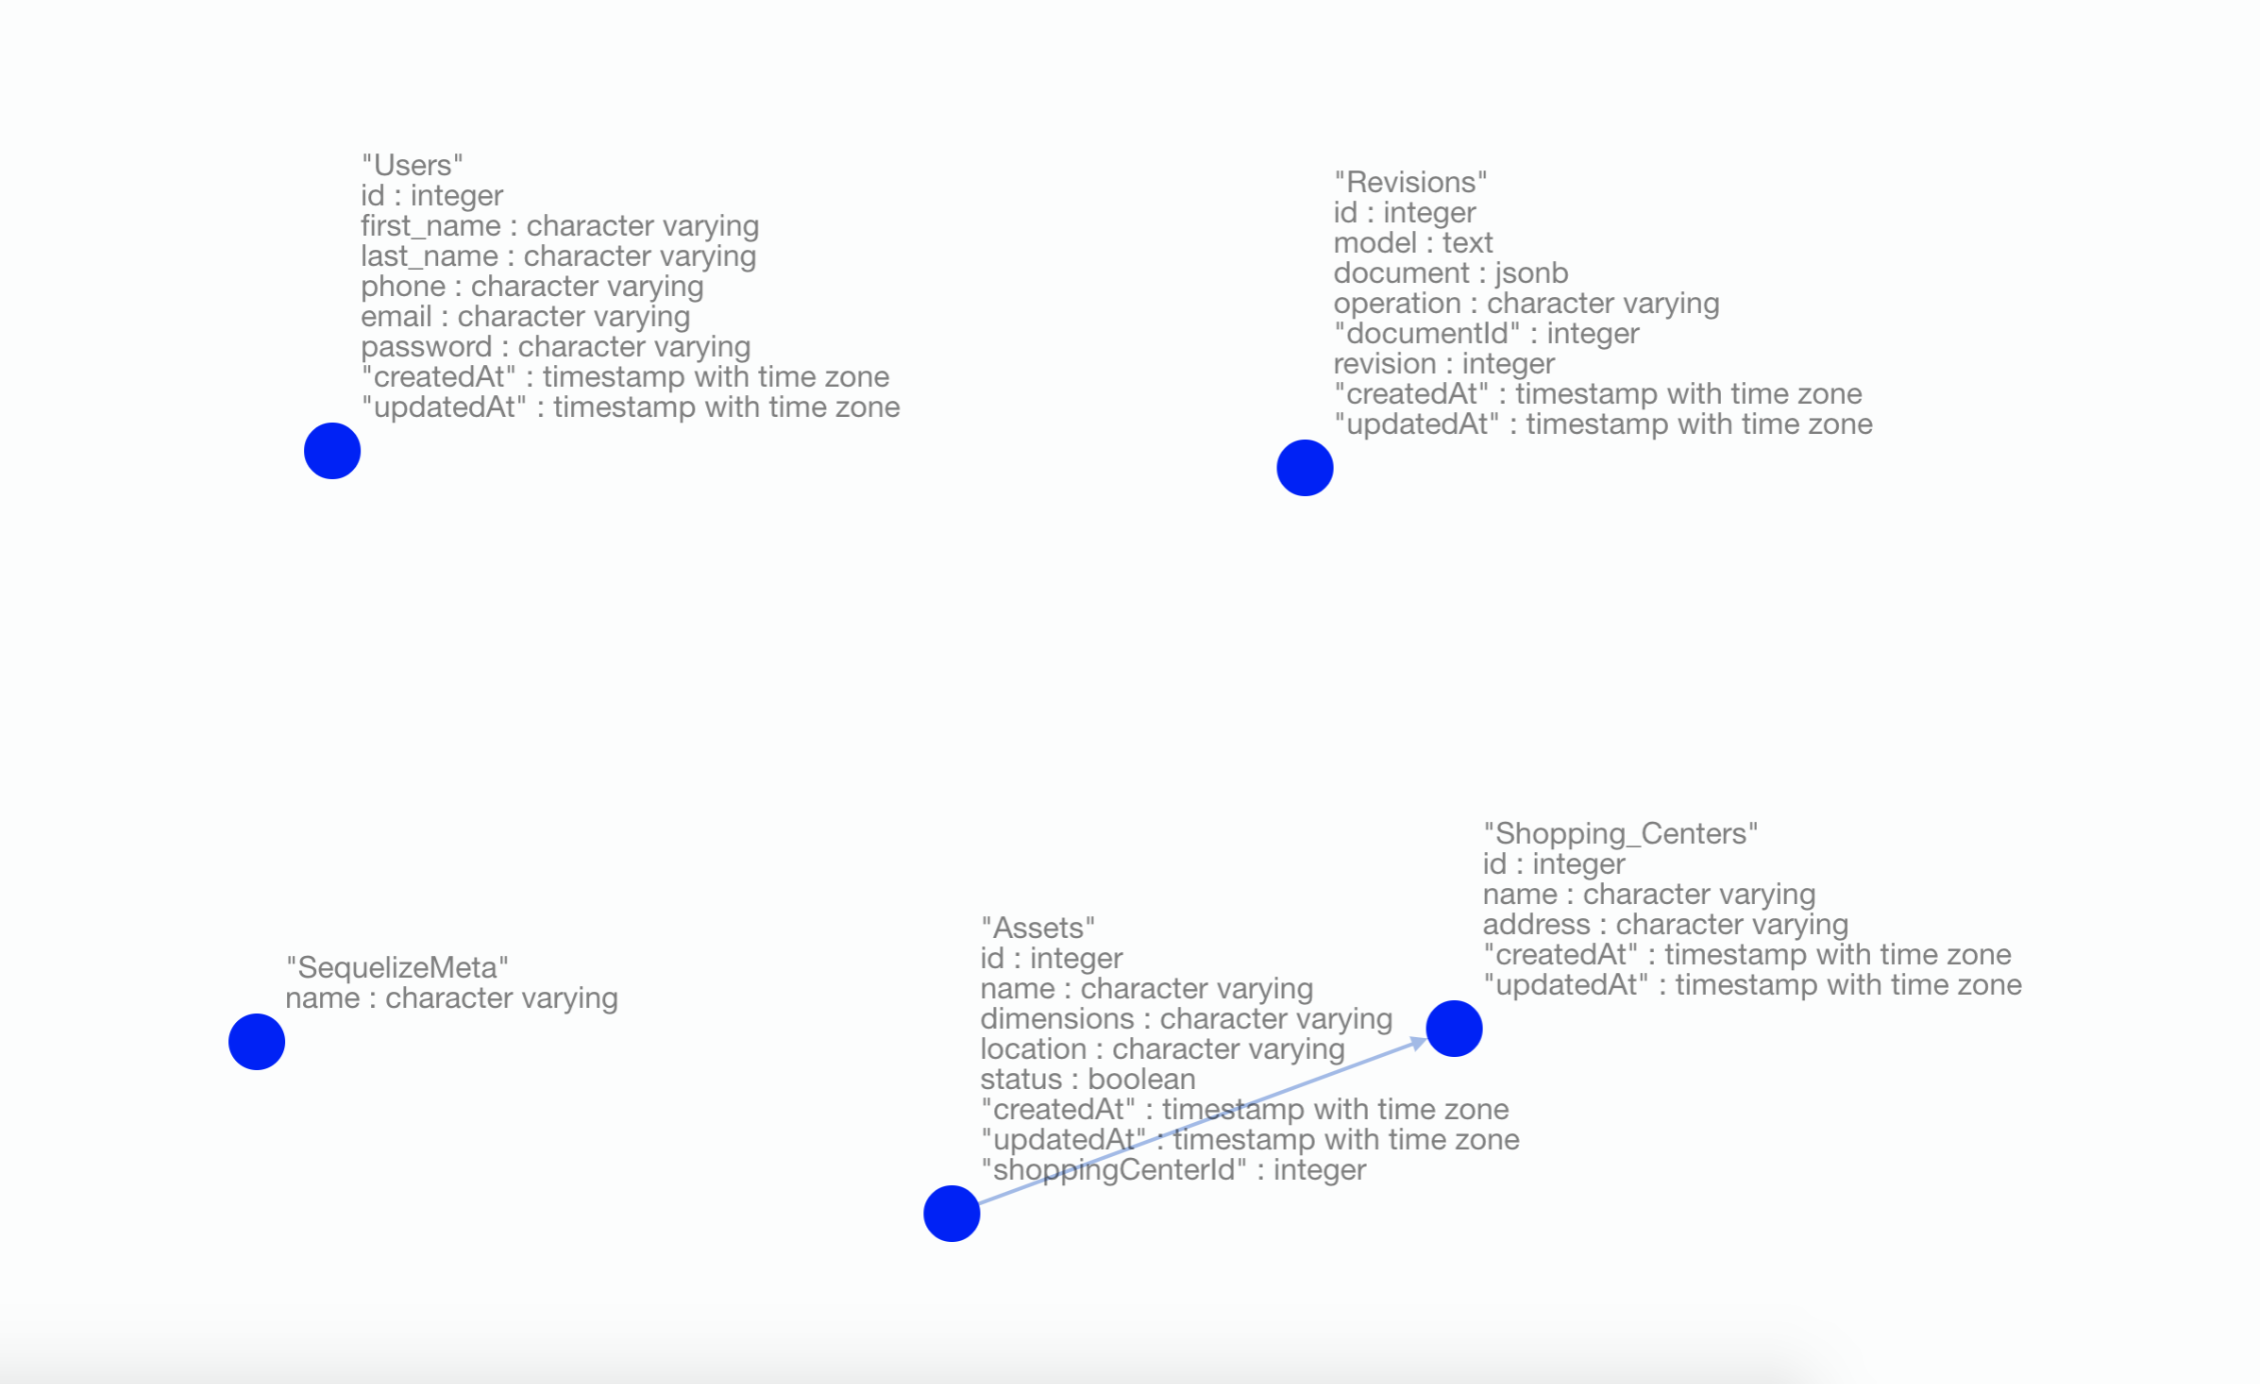 "Users"
id : integer
first_name : character varying
last_name : character varying
phone : character varying
email : character varying
password : character varying
"createdAt" : timestamp with time zone
"updatedAt" : timestamp with time zone
"Revisions"
id : integer
model : text
document : jsonb
operation : character varying
"documentId" : integer
revision : integer
"createdAt" : timestamp with time zone
"updatedAt" : timestamp with time zone
"SequelizeMeta"
name : character varying
"Assets"
id : integer
name : character varying
dimensions : character varying
location : character varying
status : boolean
"createdAt" : timestamp with time zone
"updatedAt" : timestamp with time zone
"shoppingCenterId" : integer
"Shopping_Centers"
id : integer
name : character varying
address : character varying
"createdAt" : timestamp with time zone
"updatedAt" : timestamp with time zone